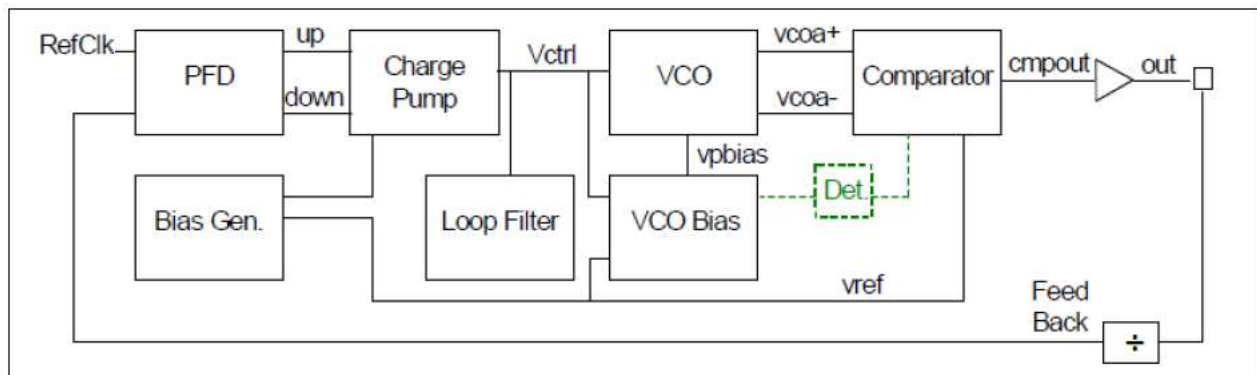 RefClk
PFD
up
down
Charge
Pump
Vctrl
VCO
vcoa+
vcoa-
Comparator
cmpout
out
vpbias
Det.
Bias Gen.
Loop Filter
VCO Bias
vref
Feed
Back
÷